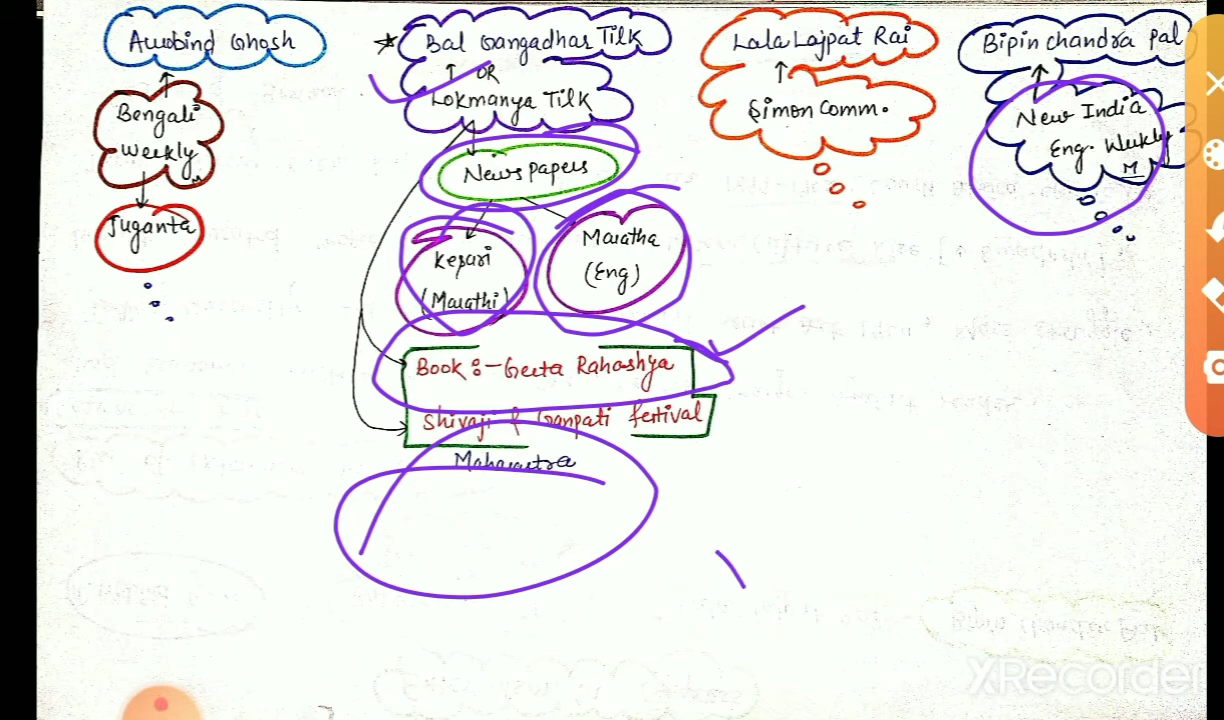 Aurobind Ghosh
Bengali
Weekly
Juganta
Bal Gangadhar Tilk
OR
Lokmanya Tilk
News papers
Kesari
(Marathi)
Maratha
(Eng)
Book :- Geeta Rahashya
Shivaji & Ganpati festival
Maharastra
Lala Lajpat Rai
Simon Comm.
Bipin chandra pal
New India
Eng. Weekly
M
XRecorder